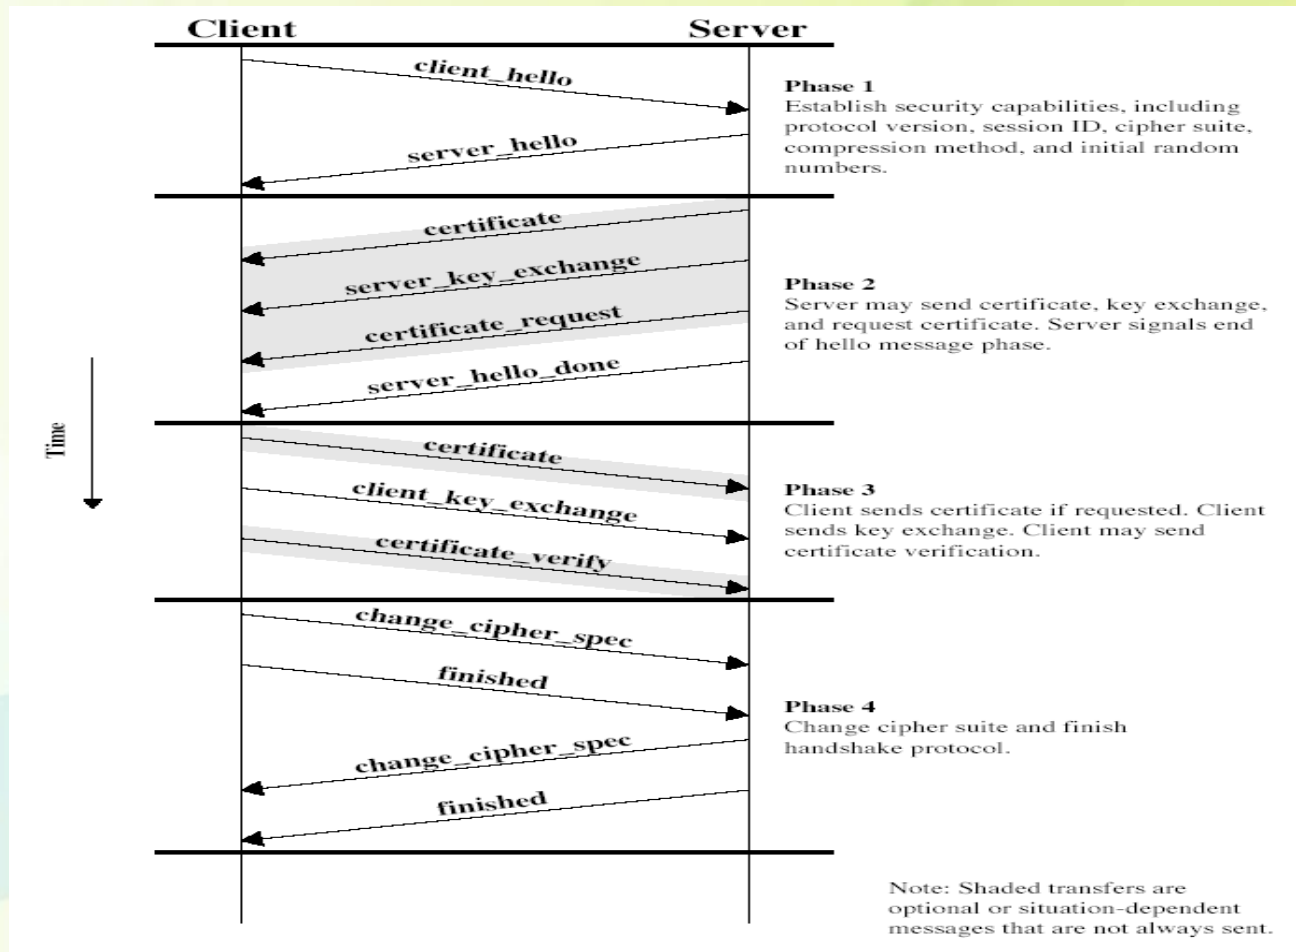 Client
Server
client_hello
server_hello
Phase 1
Establish security capabilities, including
protocol version, session ID, cipher suite,
compression method, and initial random
numbers.
certificate
server_key_exchange
certificate_request
server_hello_done
Phase 2
Server may send certificate, key exchange,
and request certificate. Server signals end
of hello message phase.
Time
certificate
client_key_exchange
certificate_verify
Phase 3
Client sends certificate if requested. Client
sends key exchange. Client may send
certificate verification.
change_cipher_spec
finished
change_cipher_spec
finished
Phase 4
Change cipher suite and finish
handshake protocol.
Note: Shaded transfers are
optional or situation-dependent
messages that are not always sent.